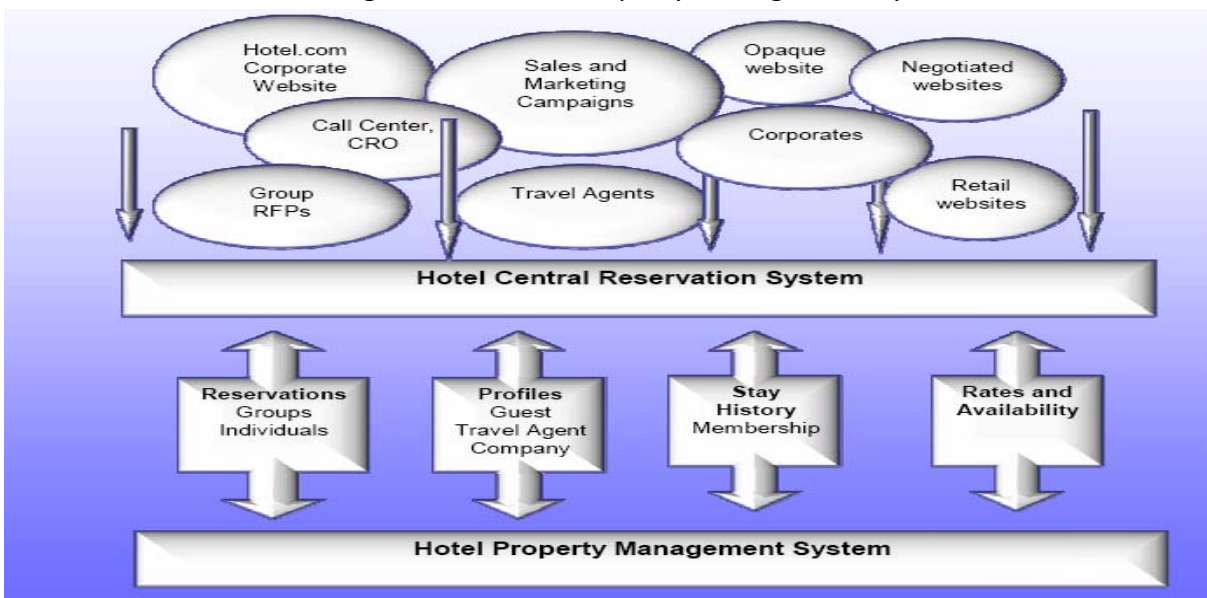 Hotel.com
Corporate
Website
Sales and
Marketing
Campaigns
Opaque
website
Negotiated
websites
Call Center,
CRO
Corporates
Group
RFPs
Travel Agents
Retail
websites
Hotel Central Reservation System
Reservations
Groups
Individuals
Profiles
Guest
Travel Agent
Company
Stay
History
Membership
Rates and
Availability
Hotel Property Management System